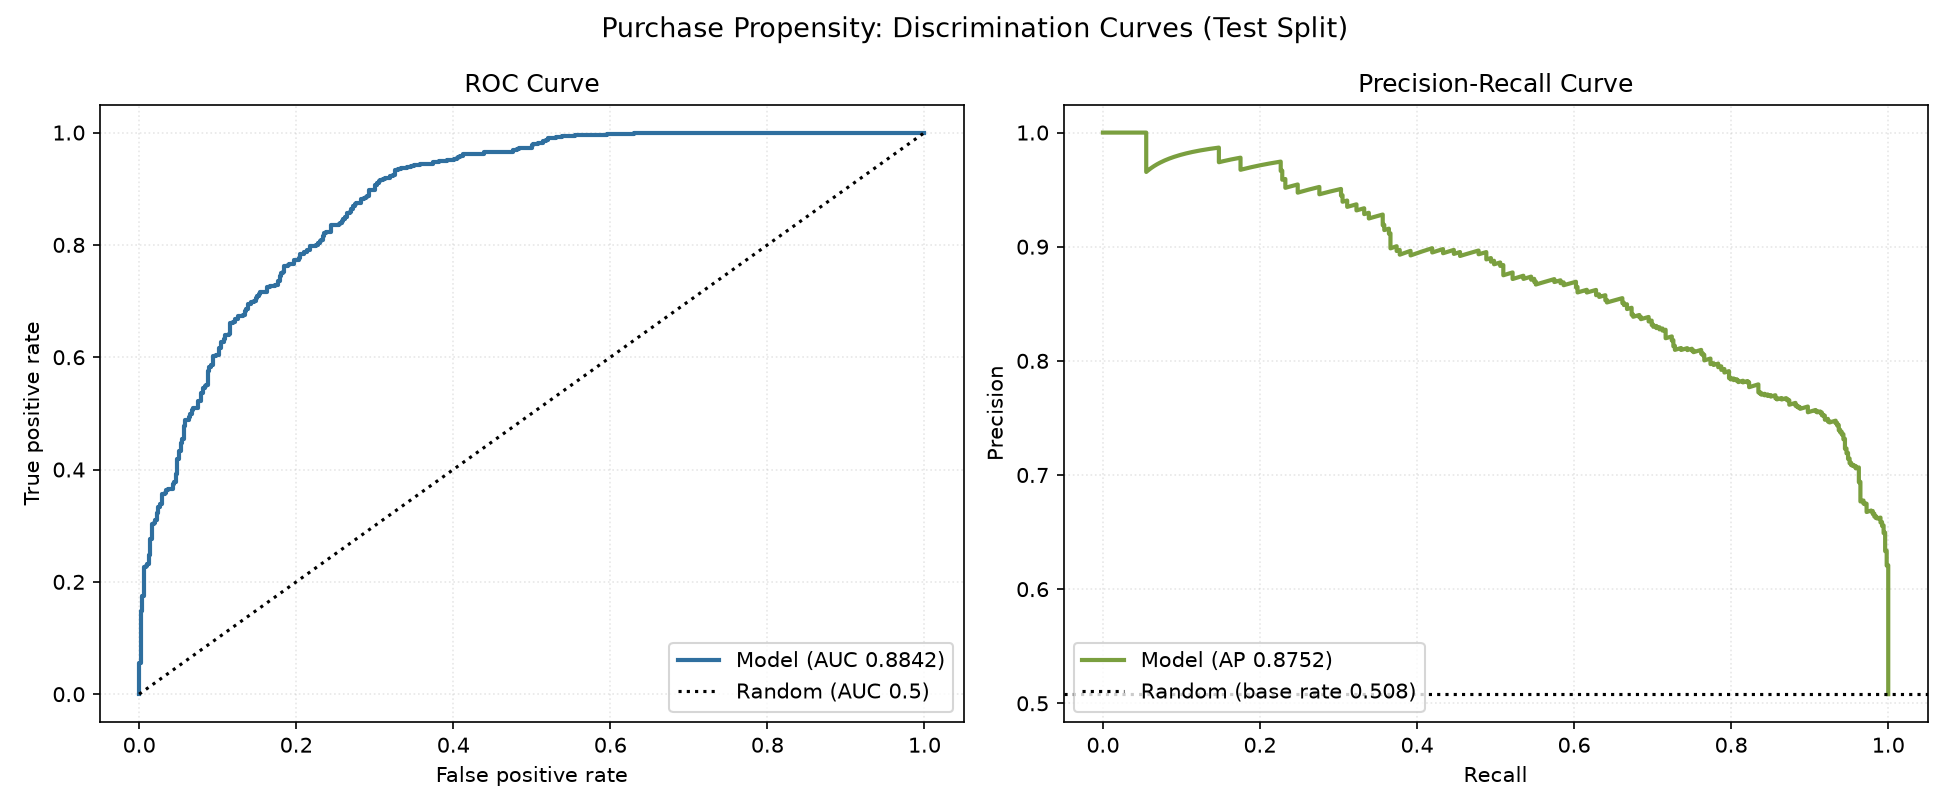 Purchase Propensity: Discrimination Curves (Test Split)
ROC Curve
True positive rate
1.0
0.8
0.6
0.4
0.2
0.0
0.0 0.2 0.4 0.6 0.8 1.0
False positive rate
Model (AUC 0.8842)
Random (AUC 0.5)
Precision-Recall Curve
Precision
1.0
0.9
0.8
0.7
0.6
0.5
0.0 0.2 0.4 0.6 0.8 1.0
Recall
Model (AP 0.8752)
Random (base rate 0.508)